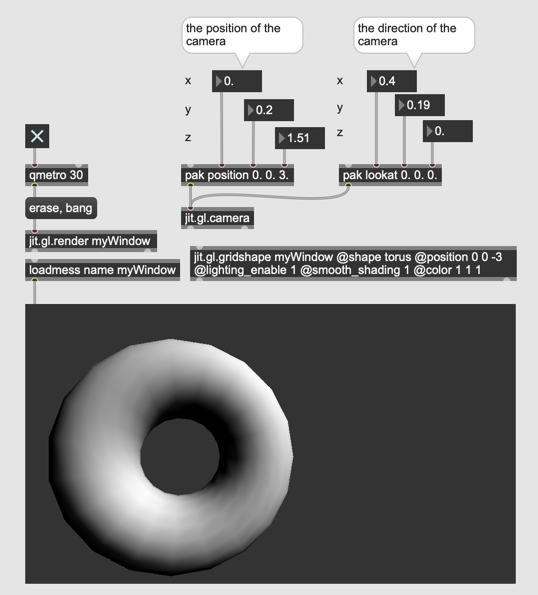 the position of the
camera
the direction of the
camera
x
0.
x
0.4
y
0.2
y
0.19
z
1.51
z
0.
qmetro 30
pak position 0. 0. 3.
pak lookat 0. 0. 0.
erase, bang
jit.gl.camera
jit.gl.render myWindow
loadmess name myWindow
jit.gl.gridshape myWindow @shape torus @position 0 0 -3
@lighting_enable 1 @smooth_shading 1 @color 1 1 1